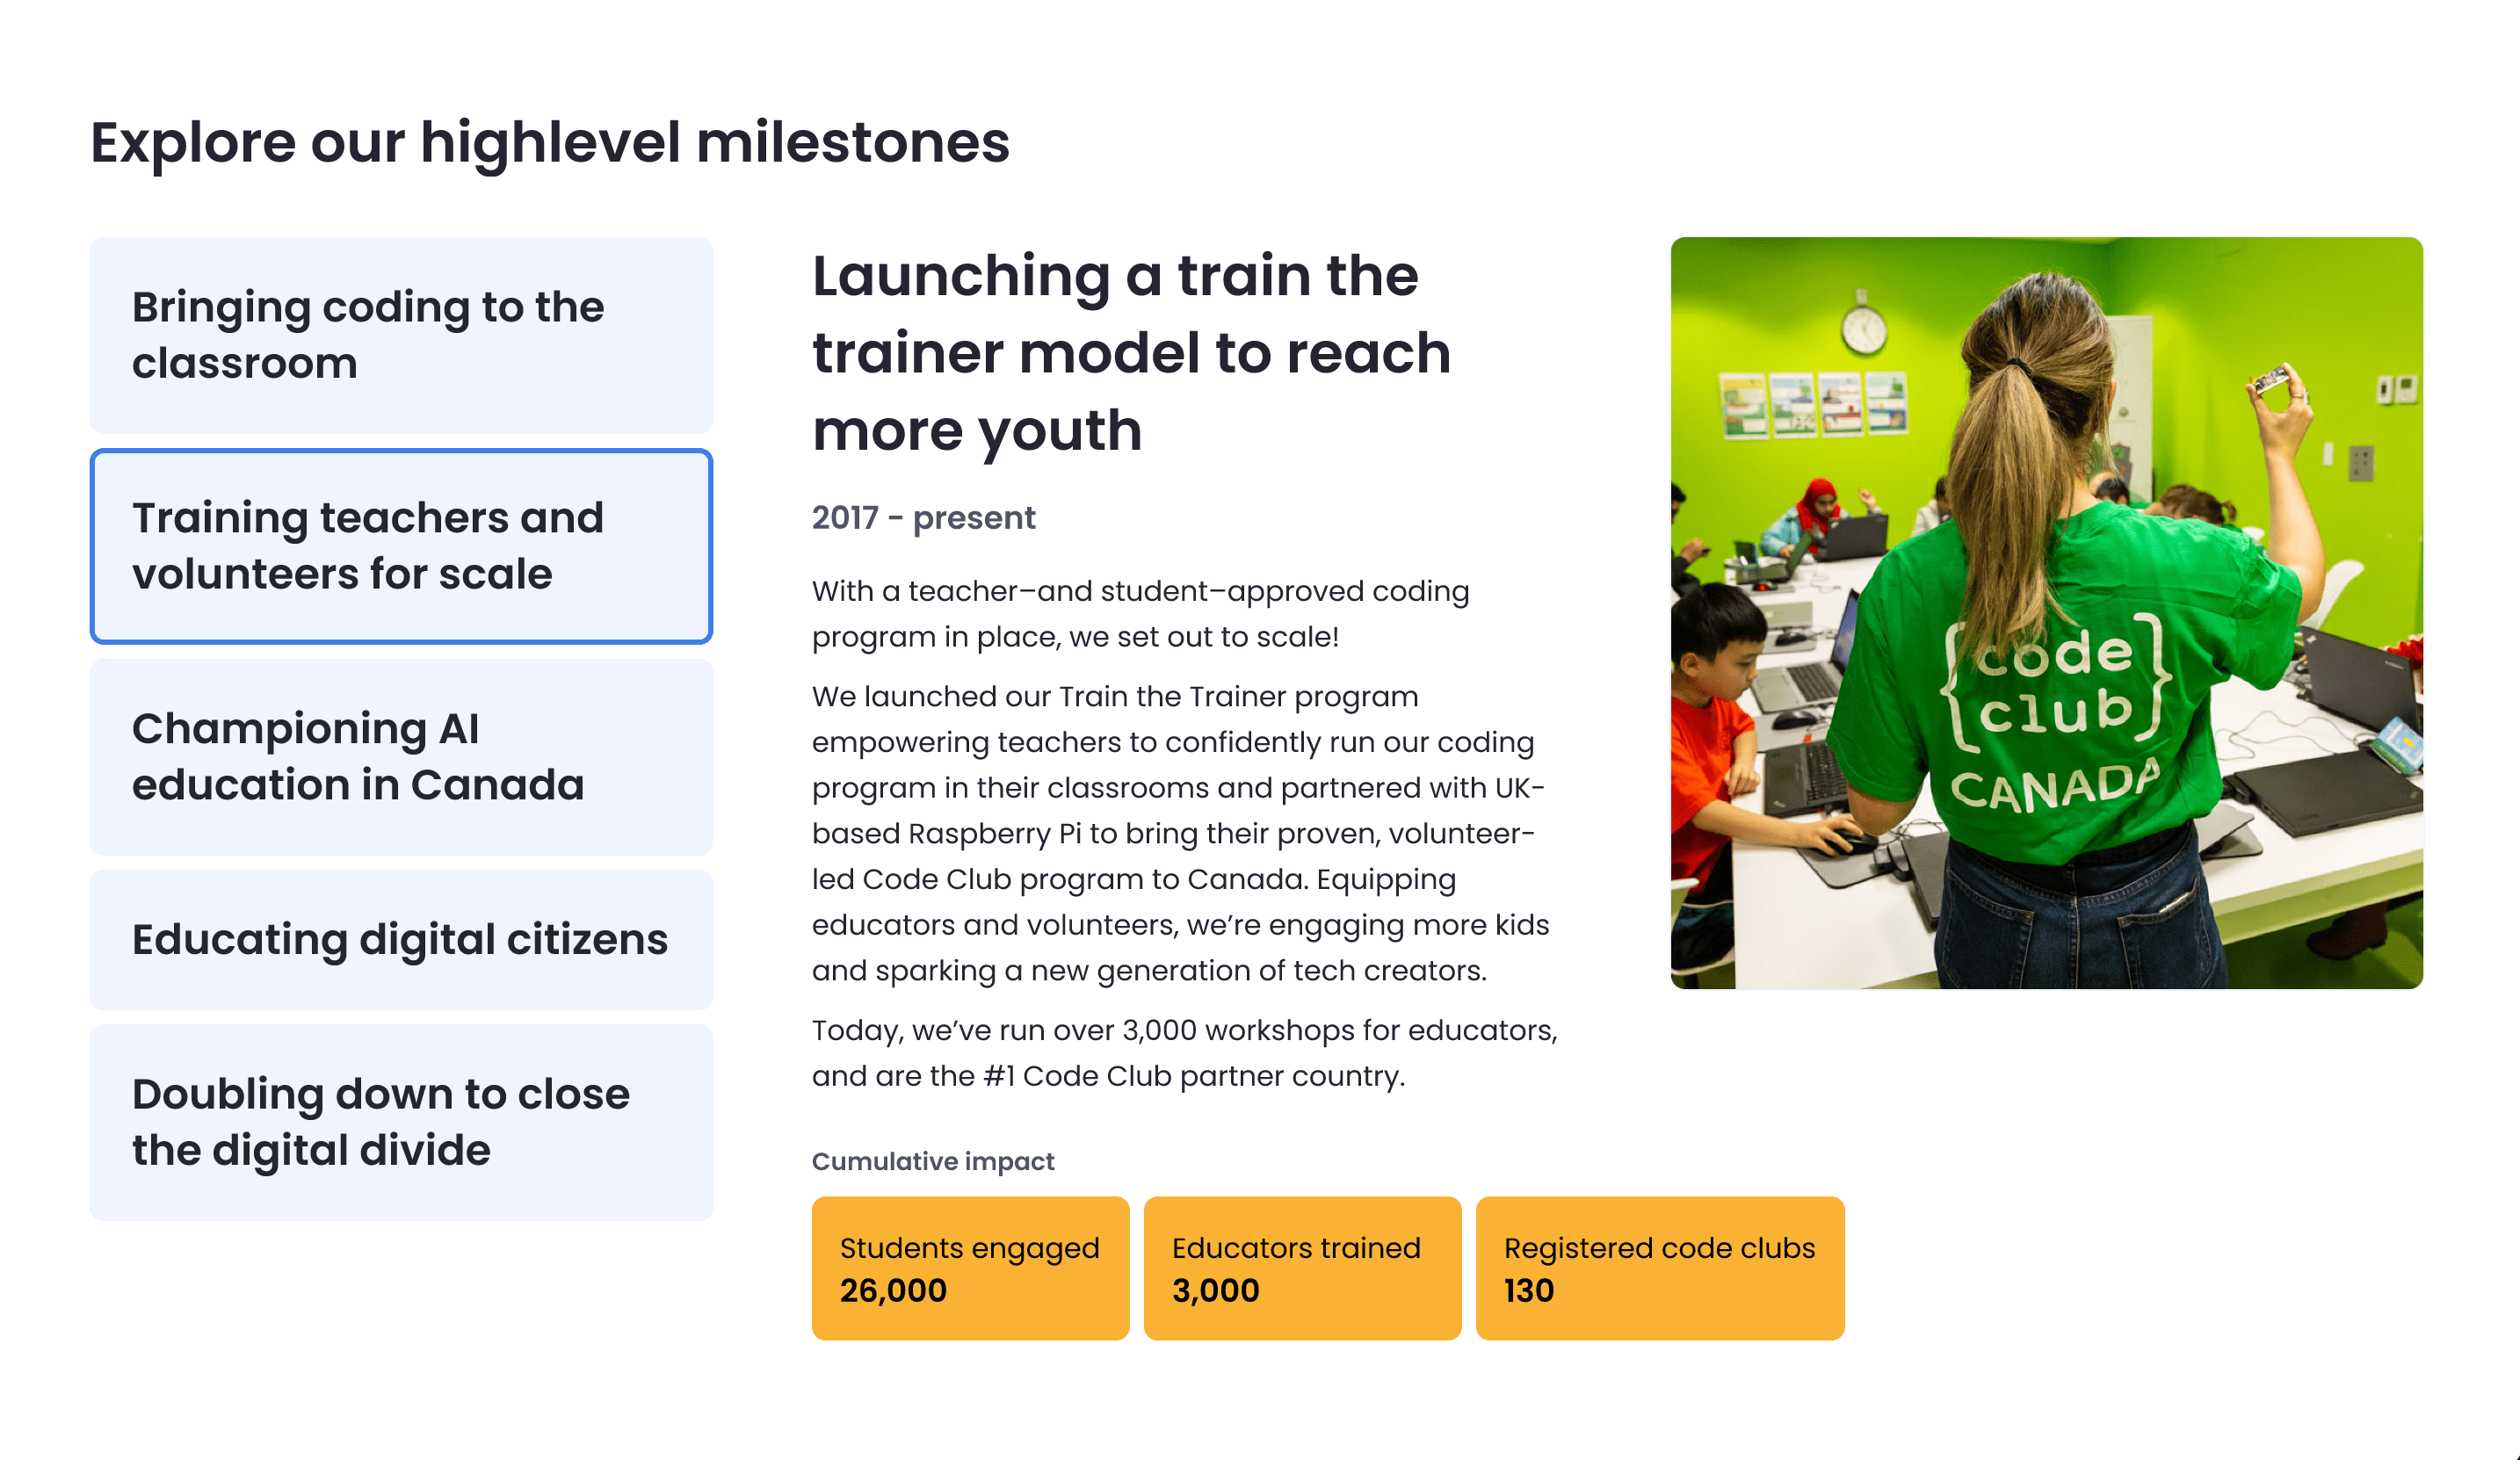 Explore our highlevel milestones
Bringing coding to the
classroom
Training teachers and
volunteers for scale
Championing AI
education in Canada
Educating digital citizens
Doubling down to close
the digital divide
Launching a train the
trainer model to reach
more youth
2017 - present
With a teacher–and student–approved coding
program in place, we set out to scale!
We launched our Train the Trainer program
empowering teachers to confidently run our coding
program in their classrooms and partnered with UK-
based Raspberry Pi to bring their proven, volunteer-
led Code Club program to Canada. Equipping
educators and volunteers, we’re engaging more kids
and sparking a new generation of tech creators.
Today, we’ve run over 3,000 workshops for educators,
and are the #1 Code Club partner country.
Cumulative impact
Students engaged
26,000
Educators trained
3,000
Registered code clubs
130
{code
club}
CANADA